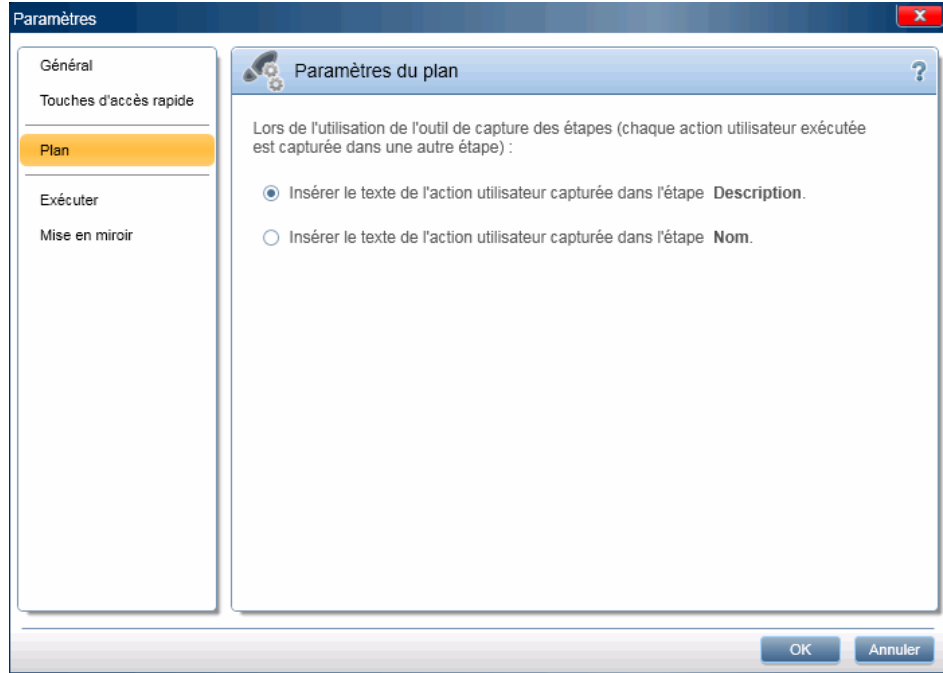 Paramètres
Général
Touches d'accès rapide
Plan
Exécuter
Mise en miroir
Paramètres du plan
?
Lors de l'utilisation de l'outil de capture des étapes (chaque action utilisateur exécutée
est capturée dans une autre étape) :
Insérer le texte de l'action utilisateur capturée dans l'étape Description.
Insérer le texte de l'action utilisateur capturée dans l'étape Nom.
OK
Annuler